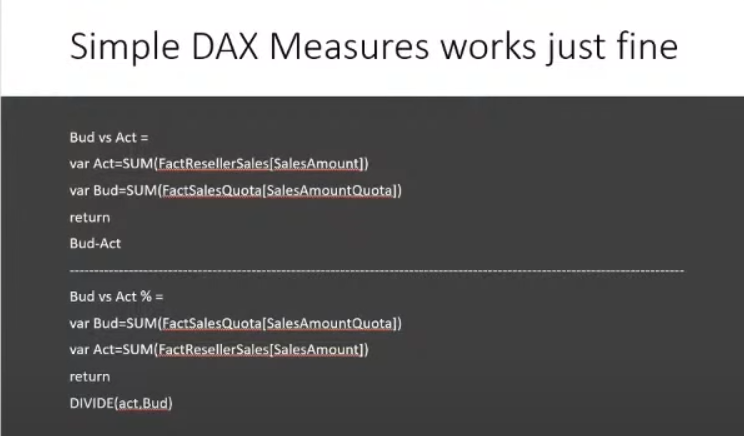 Simple DAX Measures works just fine
Bud vs Act =
var Act=SUM(FactResellerSales[SalesAmount])
var Bud=SUM(FactSalesQuota[SalesAmountQuota])
return
Bud-Act
--------------------------------------------------------------------------------------------------------------
Bud vs Act % =
var Bud=SUM(FactSalesQuota[SalesAmountQuota])
var Act=SUM(FactResellerSales[SalesAmount])
return
DIVIDE(act,Bud)